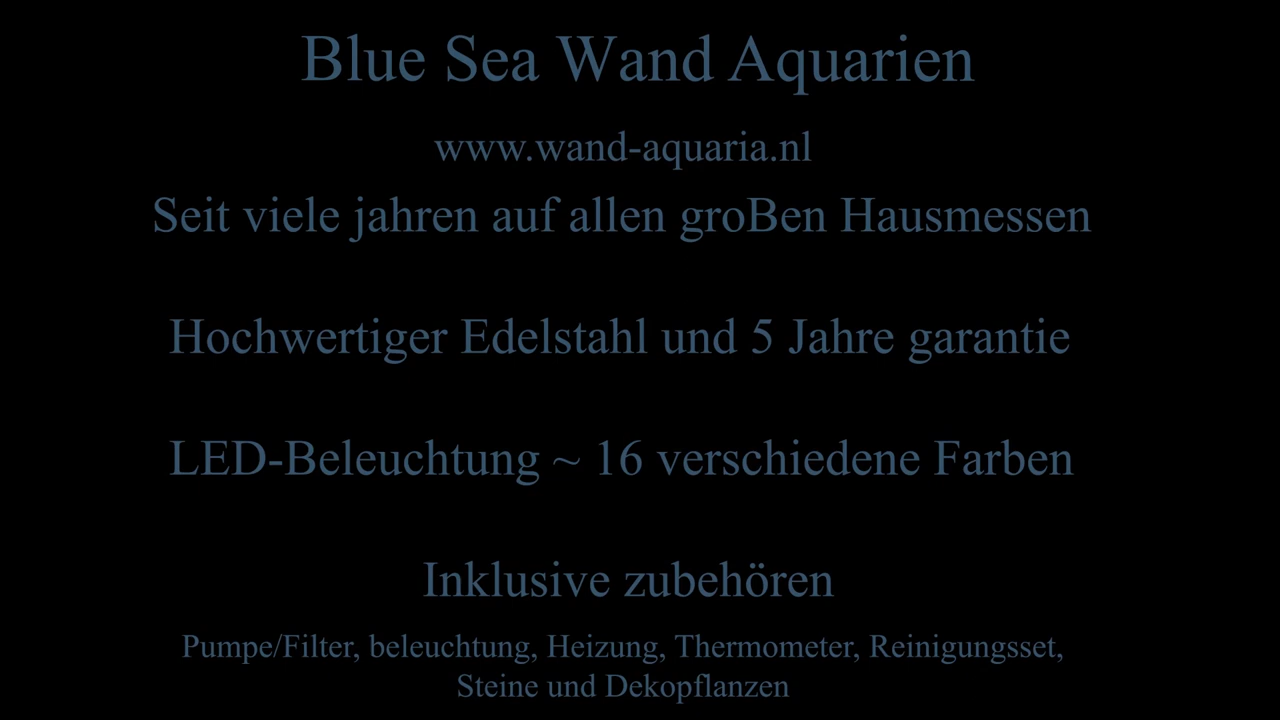 Blue Sea Wand Aquarien
www.wand-aquaria.nl
Seit viele jahren auf allen groBen Hausmessen
Hochwertiger Edelstahl und 5 Jahre garantie
LED-Beleuchtung ~ 16 verschiedene Farben
Inklusive zubehören
Pumpe/Filter, beleuchtung, Heizung, Thermometer, Reinigungsset,
Steine und Dekopflanzen